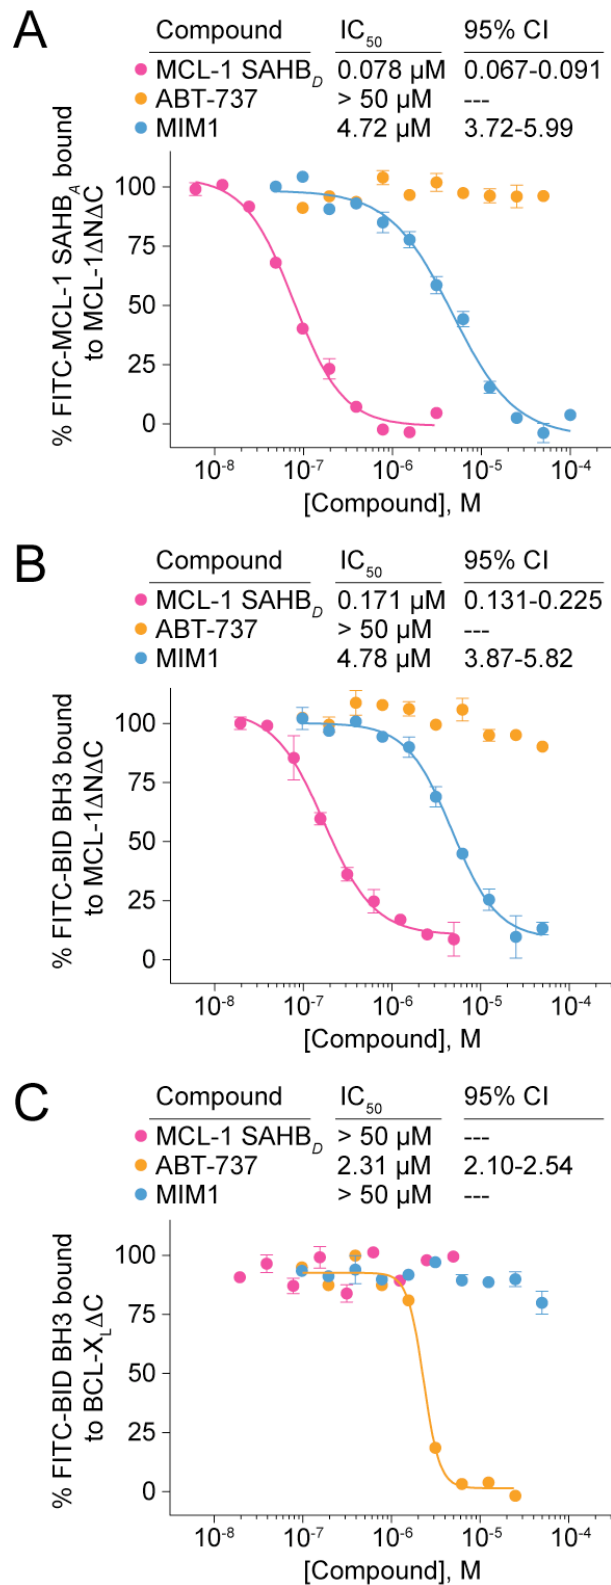 A
Compound IC50 95% CI
MCL-1 SAHBD 0.078 µM 0.067-0.091
ABT-737 > 50 µM ---
MIM1 4.72 µM 3.72-5.99
% FITC-MCL-1 SAHBA bound
to MCL-1ΔNΔC
100
75
50
25
0
10-8 10-7 10-6 10-5 10-4
[Compound], M
B
Compound IC50 95% CI
MCL-1 SAHBD 0.171 µM 0.131-0.225
ABT-737 > 50 µM ---
MIM1 4.78 µM 3.87-5.82
% FITC-BID BH3 bound
to MCL-1ΔNΔC
100
75
50
25
0
10-8 10-7 10-6 10-5 10-4
[Compound], M
C
Compound IC50 95% CI
MCL-1 SAHBD > 50 µM ---
ABT-737 2.31 µM 2.10-2.54
MIM1 > 50 µM ---
% FITC-BID BH3 bound
to BCL-XLΔC
100
75
50
25
0
10-8 10-7 10-6 10-5 10-4
[Compound], M